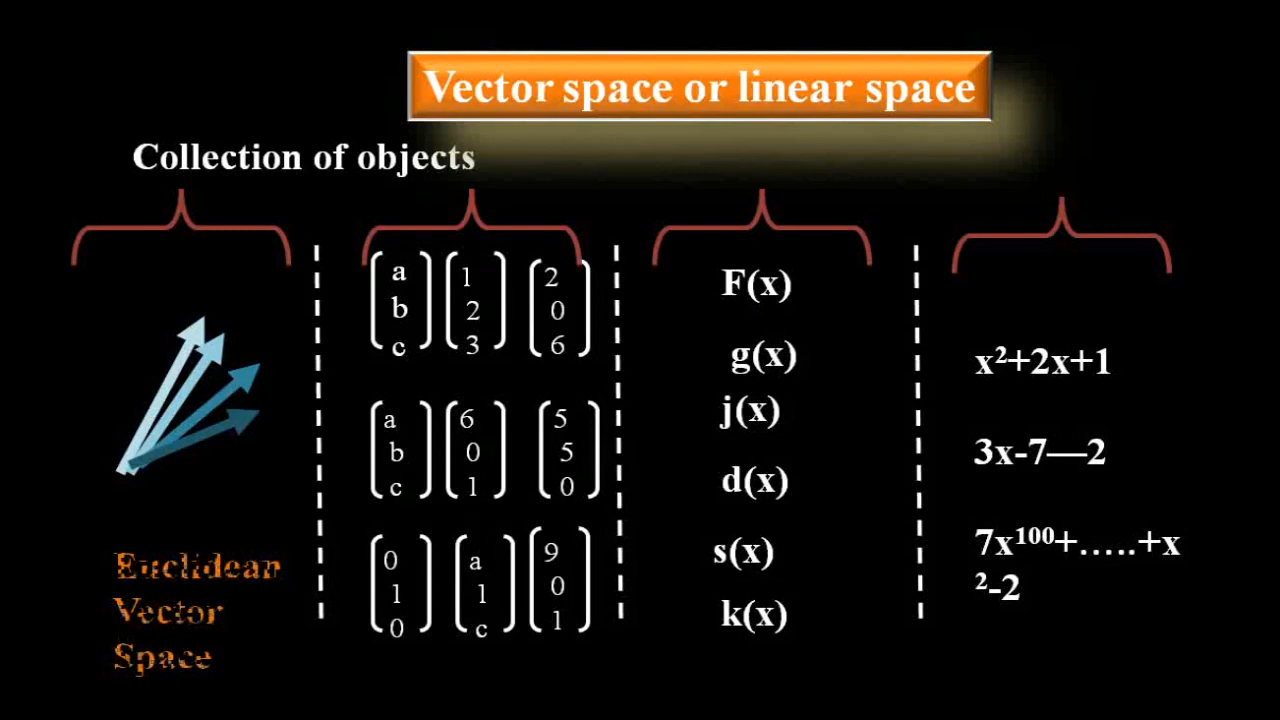 Vector space or linear space
Collection of objects
a 1 2
b 2 0
c 3 6
a 6 5
b 0 5
c 1 0
0 a 9
1 1 0
0 c 1
F(x)
g(x)
j(x)
d(x)
s(x)
k(x)
x²+2x+1
3x-7—2
7x¹⁰⁰+…..+x
²-2
Euclidean
Vector
Space